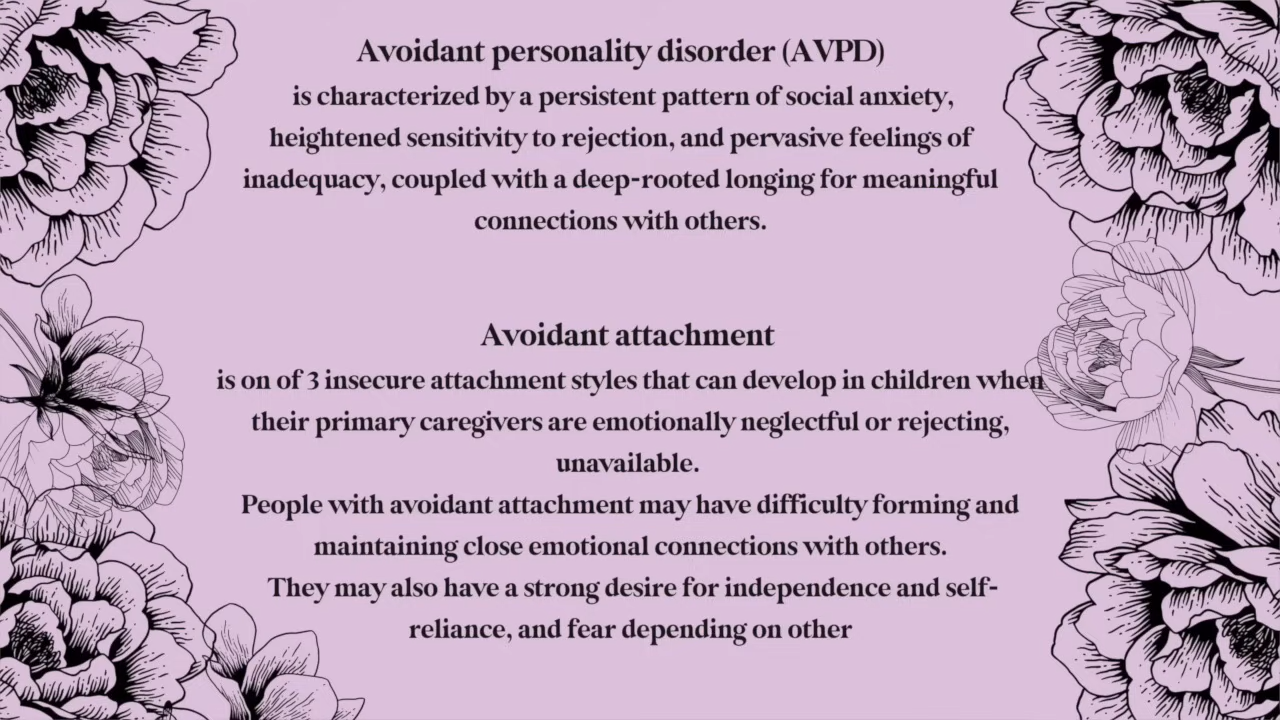 Avoidant personality disorder (AVPD)
is characterized by a persistent pattern of social anxiety,
heightened sensitivity to rejection, and pervasive feelings of
inadequacy, coupled with a deep-rooted longing for meaningful
connections with others.
Avoidant attachment
is on of 3 insecure attachment styles that can develop in children when
their primary caregivers are emotionally neglectful or rejecting,
unavailable.
People with avoidant attachment may have difficulty forming and
maintaining close emotional connections with others.
They may also have a strong desire for independence and self-
reliance, and fear depending on other